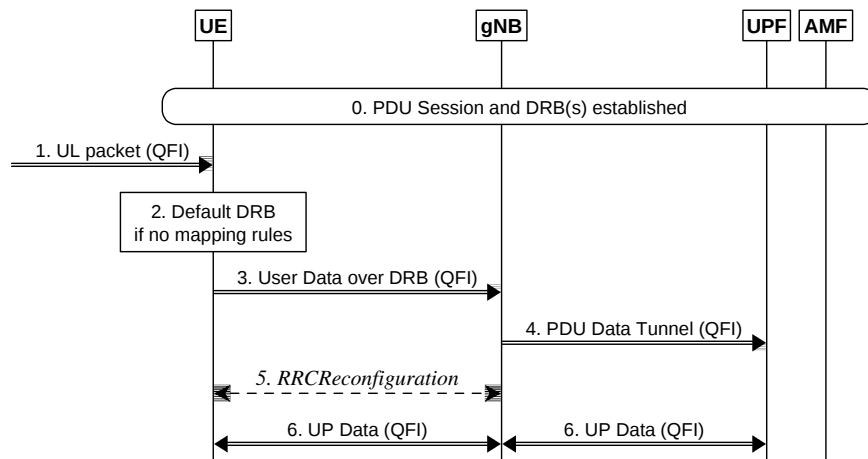 UE
gNB
UPF
AMF
0. PDU Session and DRB(s) established
1. UL packet (QFI)
2. Default DRB
if no mapping rules
3. User Data over DRB (QFI)
4. PDU Data Tunnel (QFI)
5. RRCReconfiguration
6. UP Data (QFI)
6. UP Data (QFI)